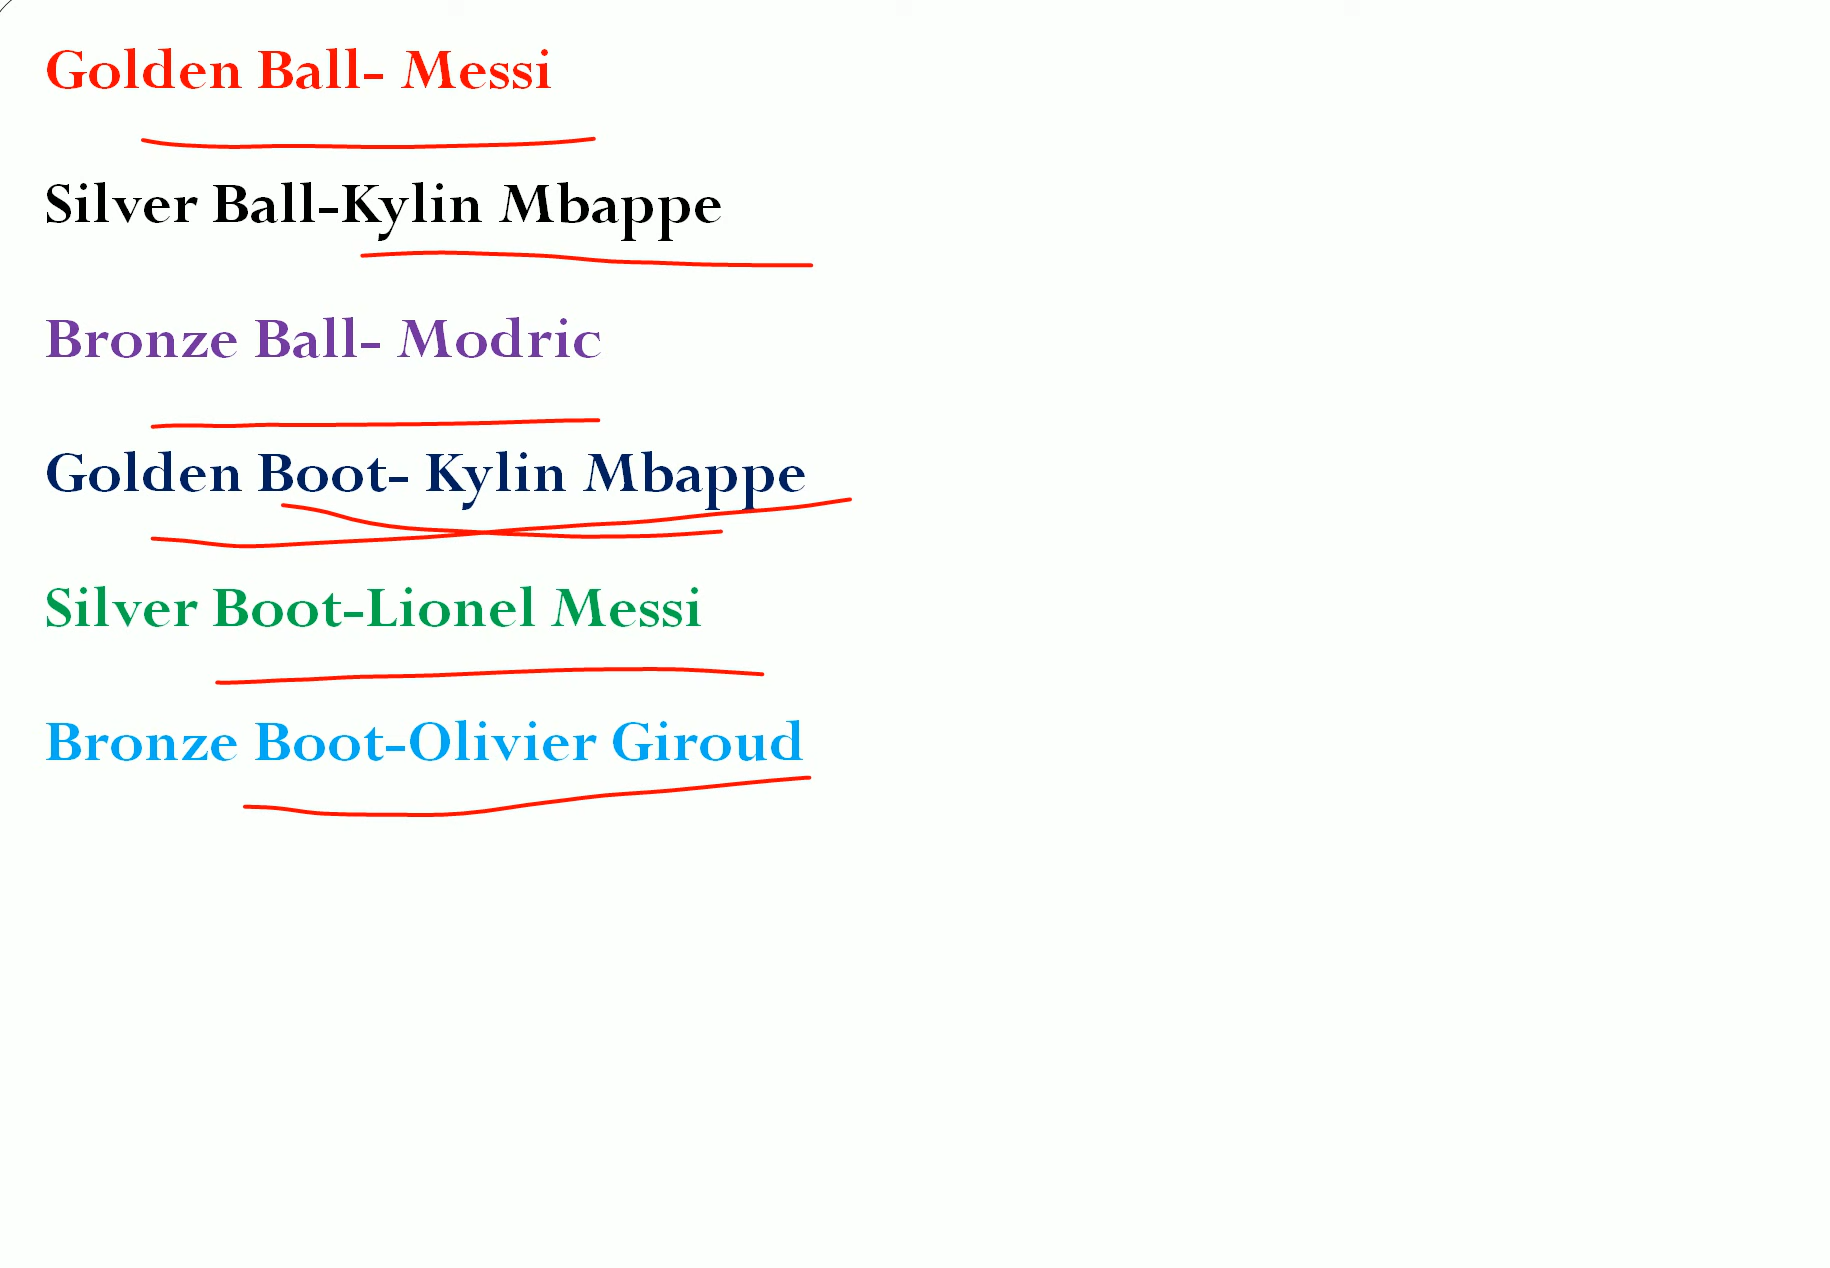 Golden Ball- Messi
Silver Ball-Kylin Mbappe
Bronze Ball- Modric
Golden Boot- Kylin Mbappe
Silver Boot-Lionel Messi
Bronze Boot-Olivier Giroud